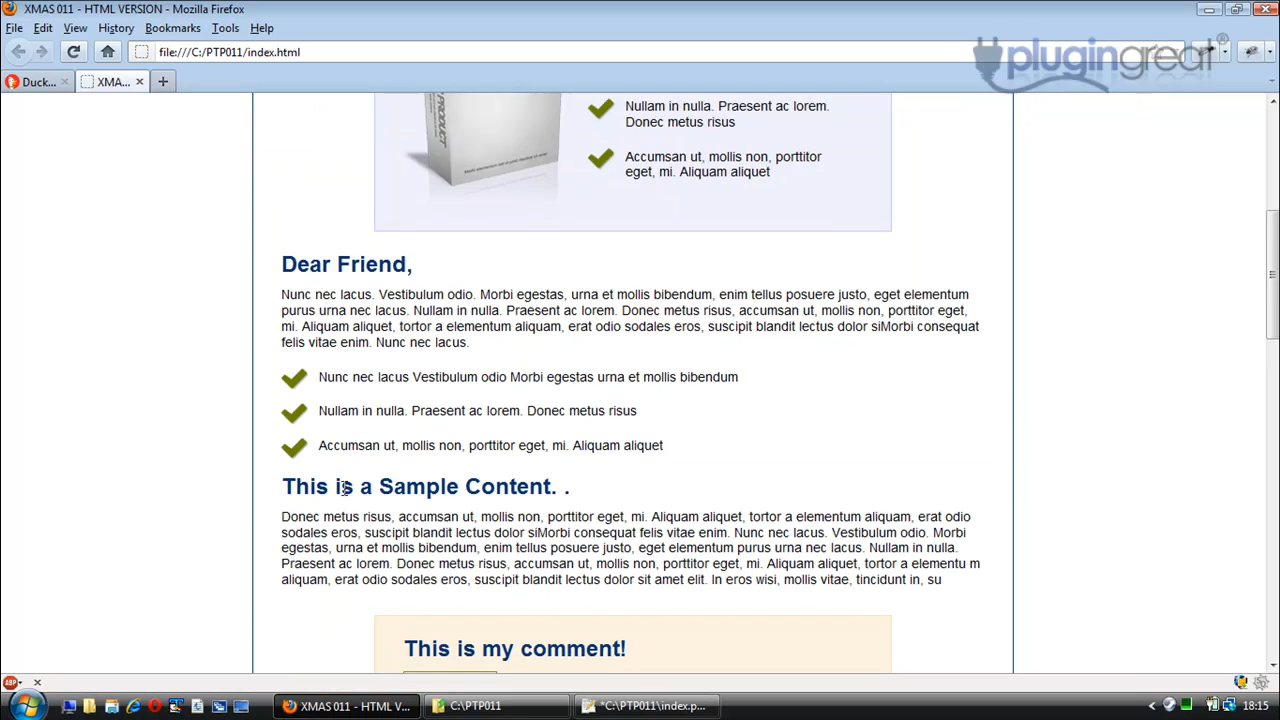 XMAS 011 - HTML VERSION - Mozilla Firefox
File Edit View History Bookmarks Tools Help
file:///C:/PTP011/index.html
plugingreat®
Duck... XMA...
PRODUCT
Nullam in nulla. Praesent ac lorem.
Donec metus risus
Accumsan ut, mollis non, porttitor
eget, mi. Aliquam aliquet
Dear Friend,
Nunc nec lacus. Vestibulum odio. Morbi egestas, urna et mollis bibendum, enim tellus posuere justo, eget elementum
purus urna nec lacus. Nullam in nulla. Praesent ac lorem. Donec metus risus, accumsan ut, mollis non, porttitor eget,
mi. Aliquam aliquet, tortor a elementum aliquam, erat odio sodales eros, suscipit blandit lectus dolor siMorbi consequat
felis vitae enim. Nunc nec lacus.
Nunc nec lacus Vestibulum odio Morbi egestas urna et mollis bibendum
Nullam in nulla. Praesent ac lorem. Donec metus risus
Accumsan ut, mollis non, porttitor eget, mi. Aliquam aliquet
This is a Sample Content. .
Donec metus risus, accumsan ut, mollis non, porttitor eget, mi. Aliquam aliquet, tortor a elementum aliquam, erat odio
sodales eros, suscipit blandit lectus dolor siMorbi consequat felis vitae enim. Nunc nec lacus. Vestibulum odio. Morbi
egestas, urna et mollis bibendum, enim tellus posuere justo, eget elementum purus urna nec lacus. Nullam in nulla.
Praesent ac lorem. Donec metus risus, accumsan ut, mollis non, porttitor eget, mi. Aliquam aliquet, tortor a elementu m
aliquam, erat odio sodales eros, suscipit blandit lectus dolor sit amet elit. In eros wisi, mollis vitae, tincidunt in, su
This is my comment!
ABP
XMAS 011 - HTML V... C:\PTP011 *C:\PTP011\index.p... 18:15